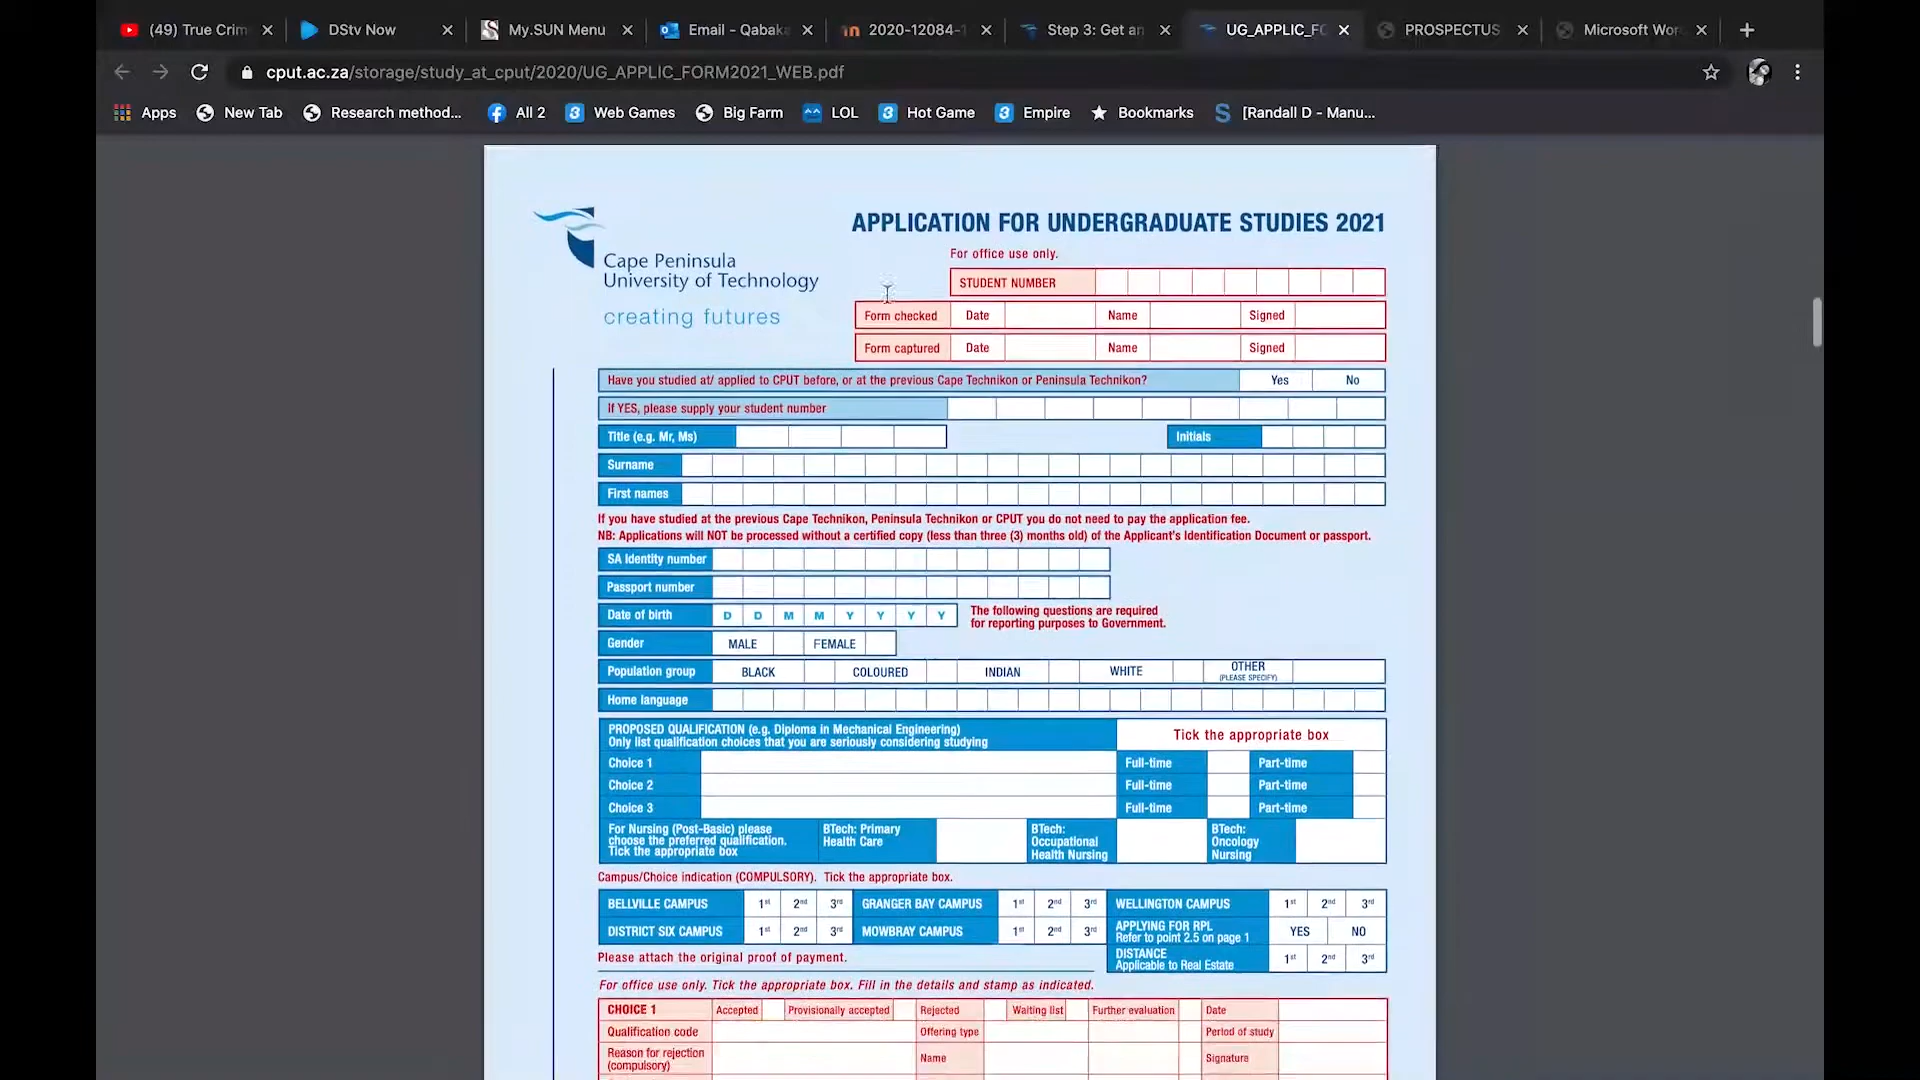 (49) True Crim
DStv Now
My.SUN Menu
Email - Qabaka
2020-12084-1
Step 3: Get an
UG_APPLIC_FO
PROSPECTUS
Microsoft Wor
cput.ac.za/storage/study_at_cput/2020/UG_APPLIC_FORM2021_WEB.pdf
Apps New Tab Research method... All 2 Web Games Big Farm LOL Hot Game Empire Bookmarks [Randall D - Manu...
APPLICATION FOR UNDERGRADUATE STUDIES 2021
Cape Peninsula
University of Technology
creating futures
For office use only.
STUDENT NUMBER
Form checked Date Name Signed
Form captured Date Name Signed
Have you studied at/ applied to CPUT before, or at the previous Cape Technikon or Peninsula Technikon? Yes No
If YES, please supply your student number
Title (e.g. Mr, Ms) Initials
Surname
First names
If you have studied at the previous Cape Technikon, Peninsula Technikon or CPUT you do not need to pay the application fee.
NB: Applications will NOT be processed without a certified copy (less than three (3) months old) of the Applicant's Identification Document or passport.
SA Identity number
Passport number
Date of birth D D M M Y Y Y Y
The following questions are required
for reporting purposes to Government.
Gender MALE FEMALE
Population group BLACK COLOURED INDIAN WHITE OTHER
(PLEASE SPECIFY)
Home language
PROPOSED QUALIFICATION (e.g. Diploma in Mechanical Engineering)
Only list qualification choices that you are seriously considering studying
Tick the appropriate box
Choice 1 Full-time Part-time
Choice 2 Full-time Part-time
Choice 3 Full-time Part-time
For Nursing (Post-Basic) please
choose the preferred qualification.
Tick the appropriate box
BTech: Primary
Health Care
BTech:
Occupational
Health Nursing
BTech:
Oncology
Nursing
Campus/Choice indication (COMPULSORY). Tick the appropriate box.
BELLVILLE CAMPUS 1st 2nd 3rd GRANGER BAY CAMPUS 1st 2nd 3rd WELLINGTON CAMPUS 1st 2nd 3rd
DISTRICT SIX CAMPUS 1st 2nd 3rd MOWBRAY CAMPUS 1st 2nd 3rd APPLYING FOR RPL YES NO
Refer to point 2.5 on page 1
DISTANCE 1st 2nd 3rd
Applicable to Real Estate
Please attach the original proof of payment.
For office use only. Tick the appropriate box. Fill in the details and stamp as indicated.
CHOICE 1 Accepted Provisionally accepted Rejected Waiting list Further evaluation Date
Qualification code Offering type Period of study
Reason for rejection
(compulsory)
Name Signature